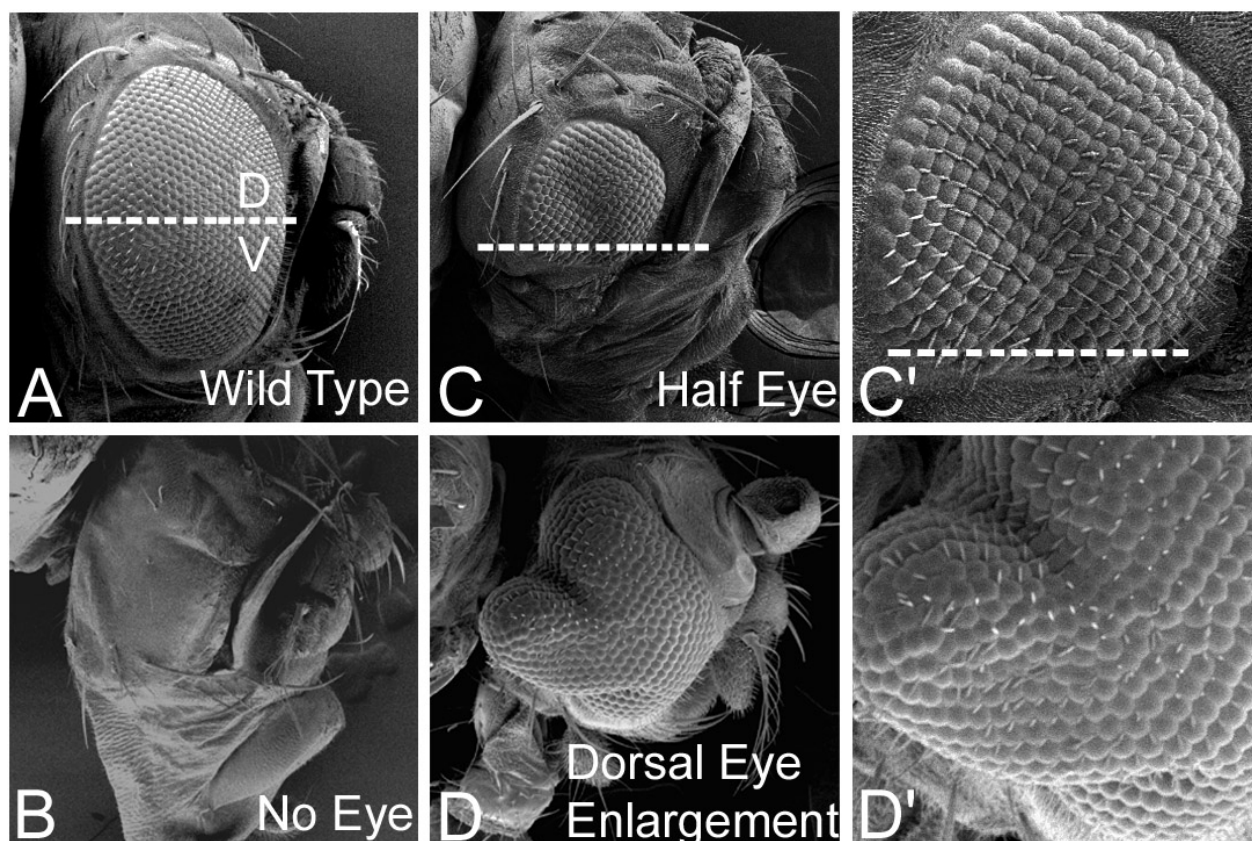 D
V
A
Wild Type
C
Half Eye
C'
B
No Eye
D
Dorsal Eye
Enlargement
D'